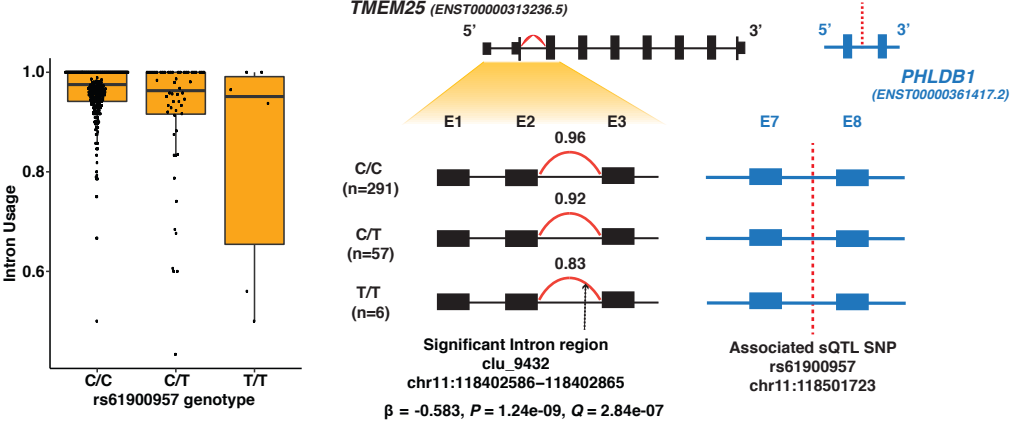 TMEM25 (ENST00000313236.5)
5' 3'
5' 3'
PHLDB1
(ENST00000361417.2)
Intron Usage
1.0
0.8
0.6
C/C C/T T/T
rs61900957 genotype
E1 E2 E3
E7 E8
C/C
(n=291)
0.96
C/T
(n=57)
0.92
T/T
(n=6)
0.83
Significant Intron region
clu_9432
chr11:118402586–118402865
β = -0.583, P = 1.24e-09, Q = 2.84e-07
Associated sQTL SNP
rs61900957
chr11:118501723